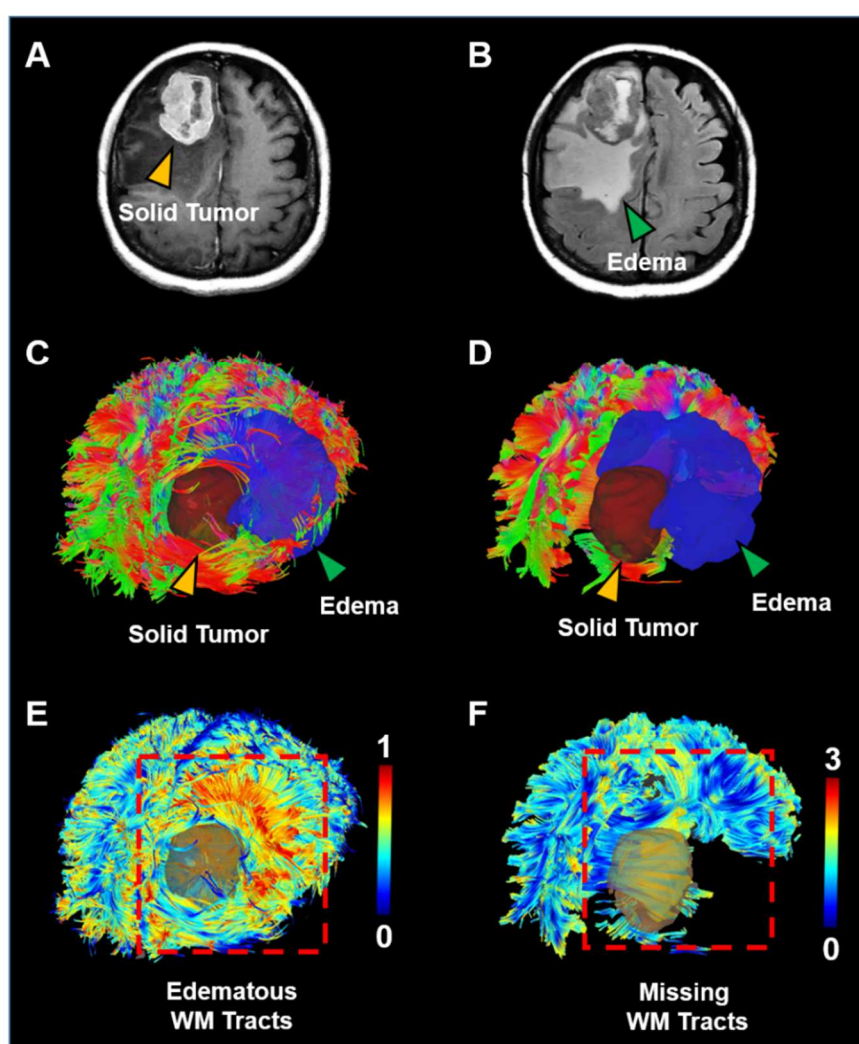 A
B
Solid Tumor
Edema
C
D
Edema
Solid Tumor
Edema
Solid Tumor
E
F
1
0
3
0
Edematous
WM Tracts
Missing
WM Tracts